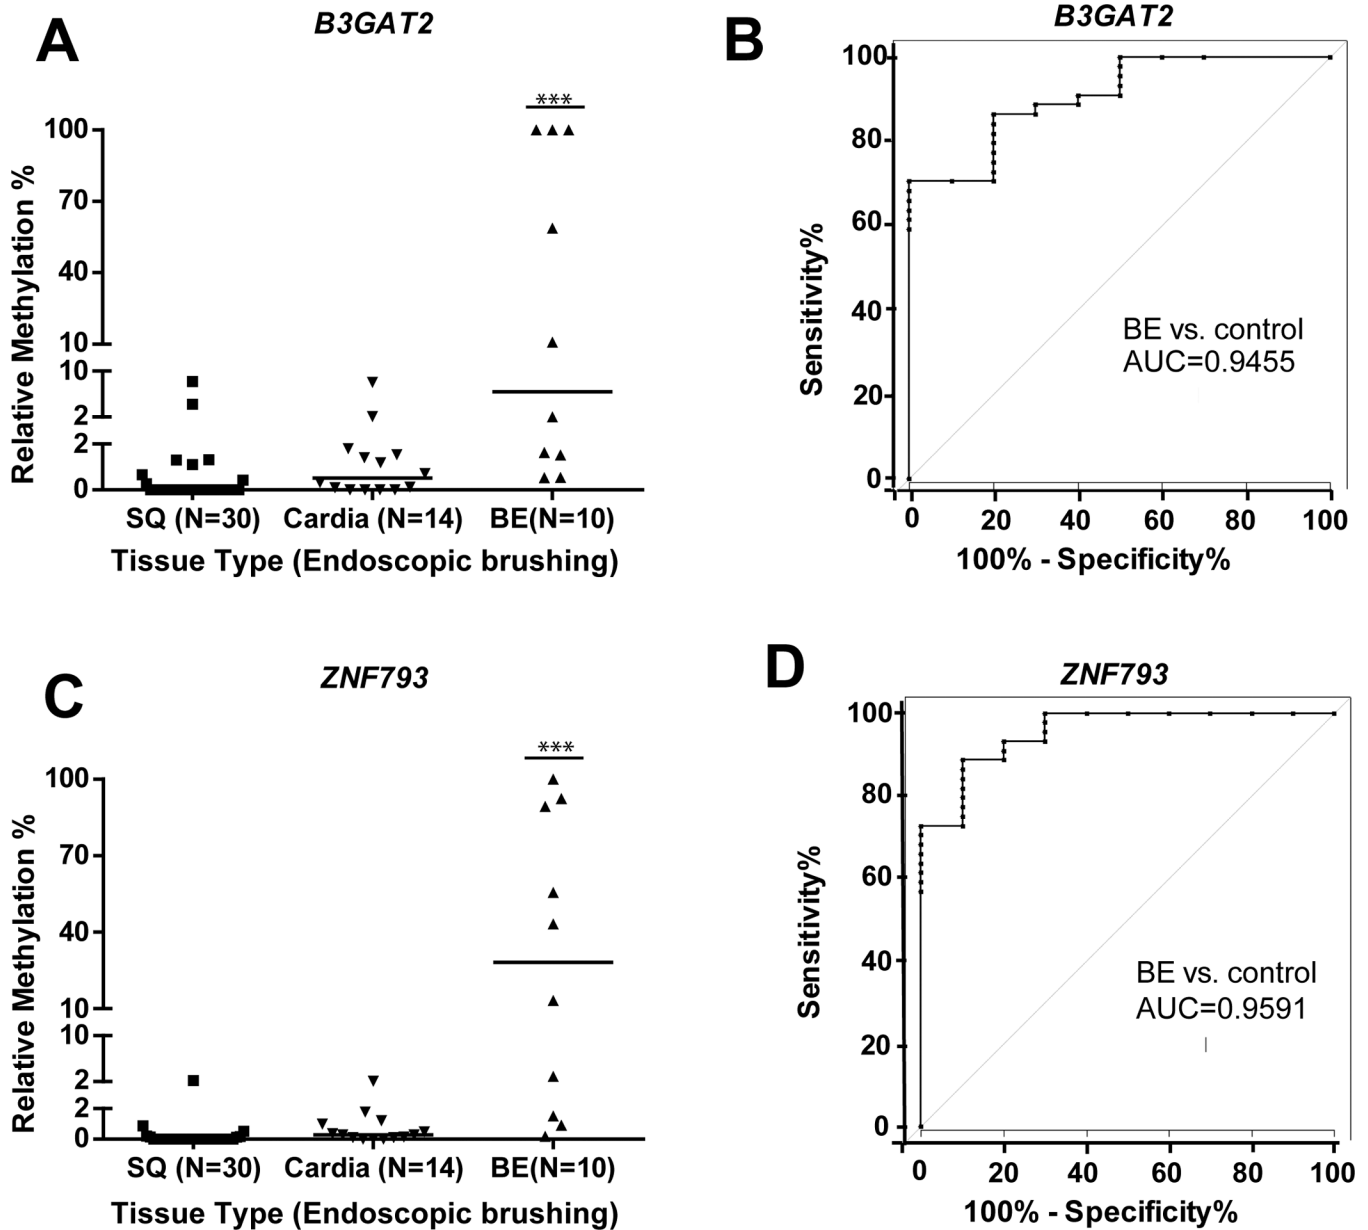 A
B3GAT2
***
Relative Methylation %
100
70
40
10
10
2
2
0
SQ (N=30)
Cardia (N=14)
BE(N=10)
Tissue Type (Endoscopic brushing)
B
B3GAT2
Sensitivity%
100
80
60
40
20
0
BE vs. control
AUC=0.9455
0 20 40 60 80 100
100% - Specificity%
C
ZNF793
***
Relative Methylation %
100
70
40
10
10
2
2
0
SQ (N=30)
Cardia (N=14)
BE(N=10)
Tissue Type (Endoscopic brushing)
D
ZNF793
Sensitivity%
100
80
60
40
20
0
BE vs. control
AUC=0.9591
0 20 40 60 80 100
100% - Specificity%